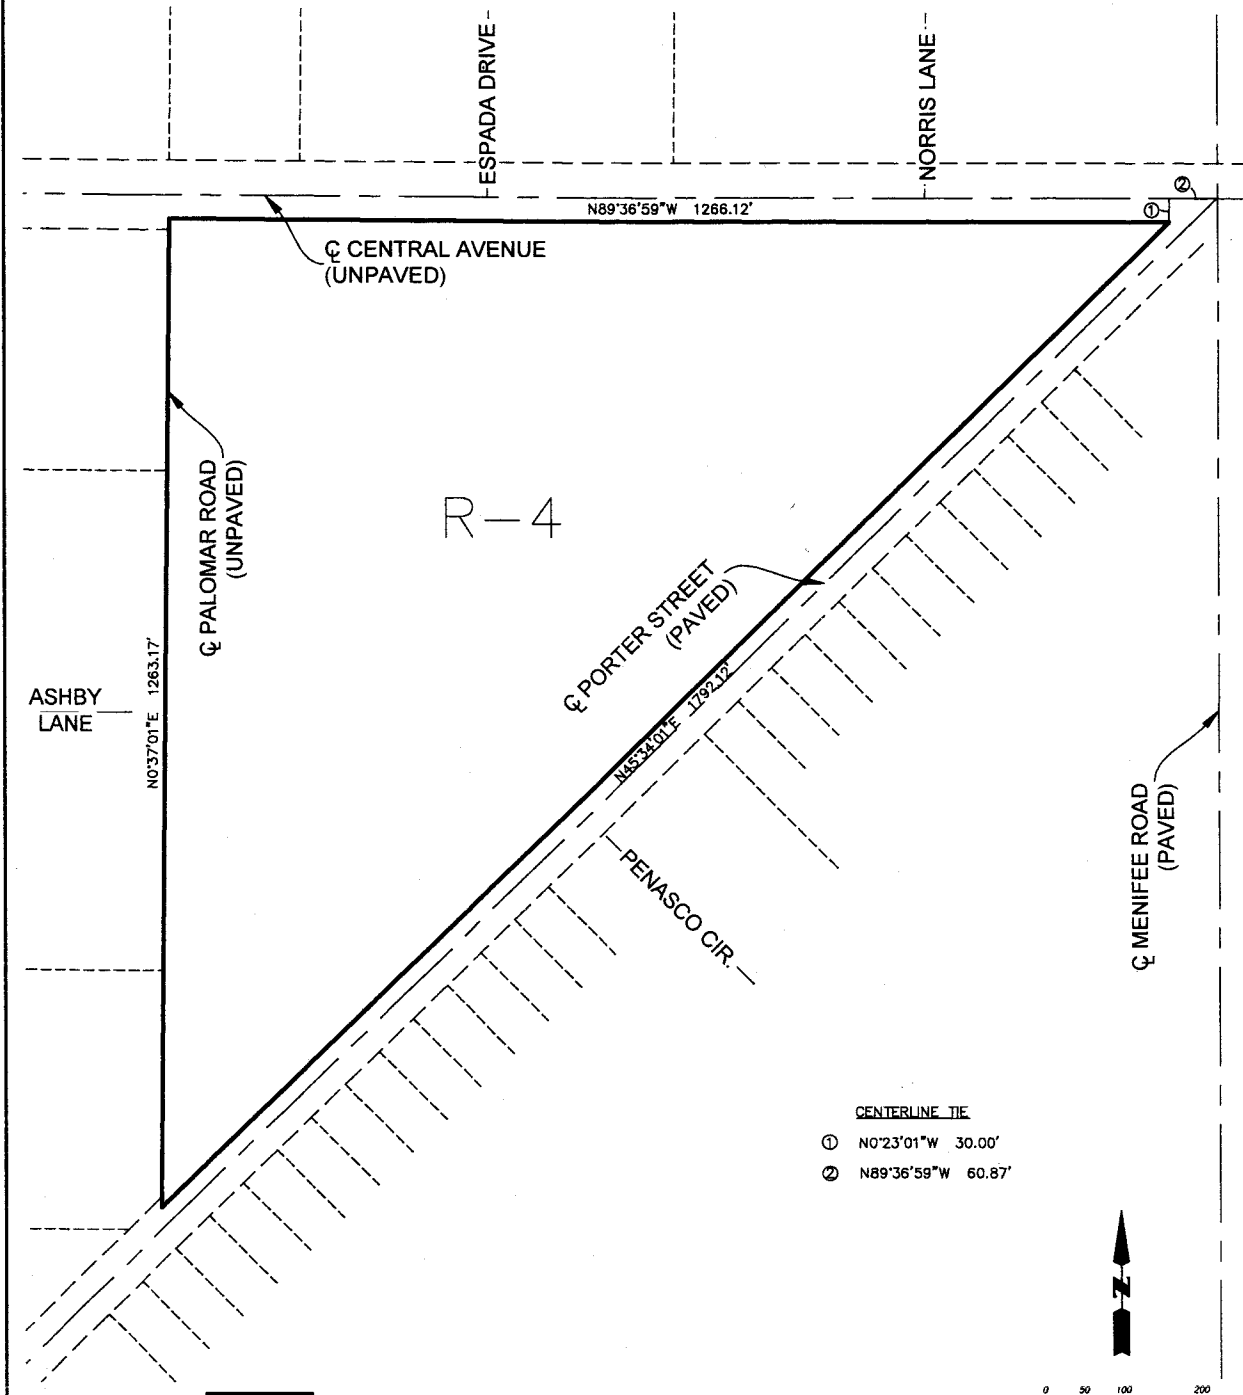 ESPADA DRIVE
NORRIS LANE
②
N89°36'59"W 1266.12'
①
℄ CENTRAL AVENUE
(UNPAVED)
℄ PALOMAR ROAD
(UNPAVED)
R-4
℄ PORTER STREET
(PAVED)
ASHBY
LANE
N0°37'01"E 1263.17'
N45°34'01"E 1792.12'
℄ MENIFEE ROAD
(PAVED)
PENASCO CIR.
CENTERLINE TIE
① N0°23'01"W 30.00'
② N89°36'59"W 60.87'
N
0 50 100 200